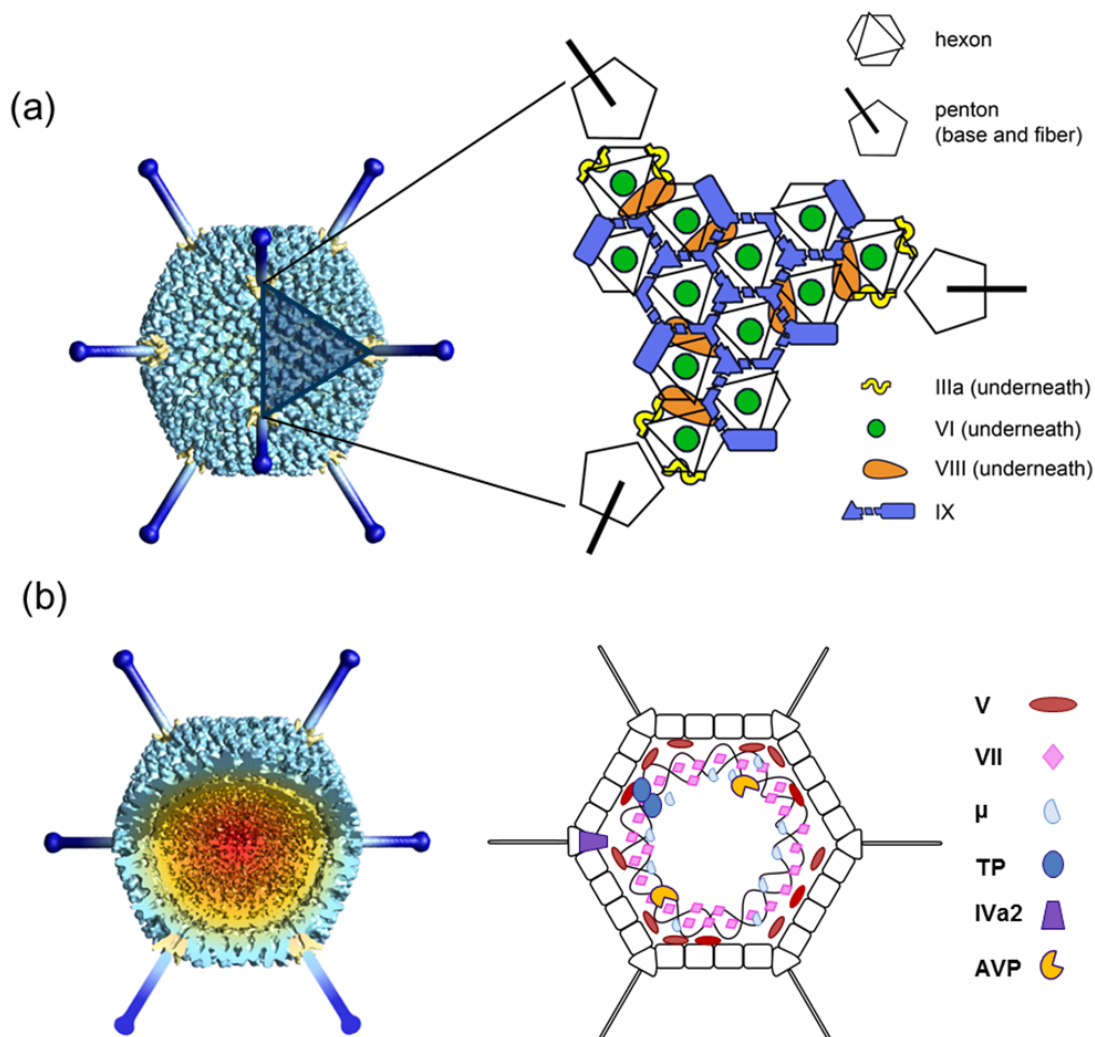 (a)
hexon
penton
(base and fiber)
IIIa (underneath)
VI (underneath)
VIII (underneath)
IX
(b)
V
VII
μ
TP
IVa2
AVP